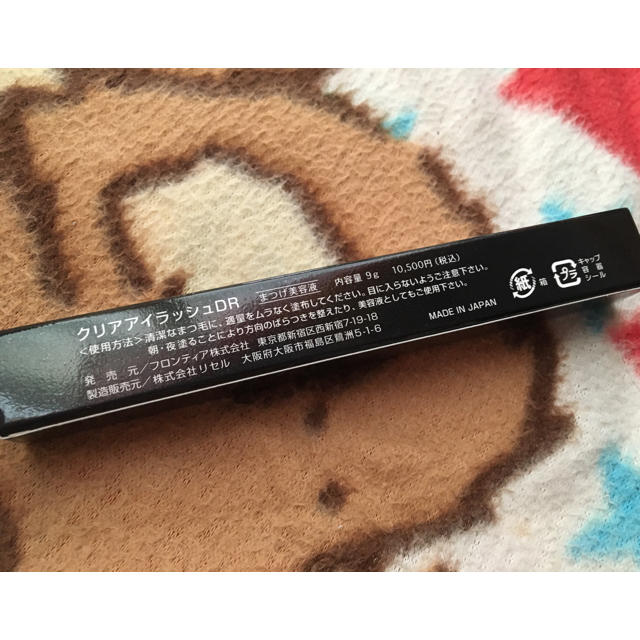 クリアアイラッシュDR まつげ美容液 内容量 9g 10,500円(税込)
<使用方法>清潔なまつ毛に、適量をムラなく塗布してください。目に入らないようご注意下さい。
朝・夜塗ることにより方向のばらつきを整えたり、美容液としてもご使用下さい。
発 売 元/フロンティア株式会社 東京都新宿区西新宿7-19-18
製造販売元/株式会社リセル 大阪府大阪市福島区鷺洲5-1-6
紙
箱
プラ
キャップ
容器
シール
MADE IN JAPAN